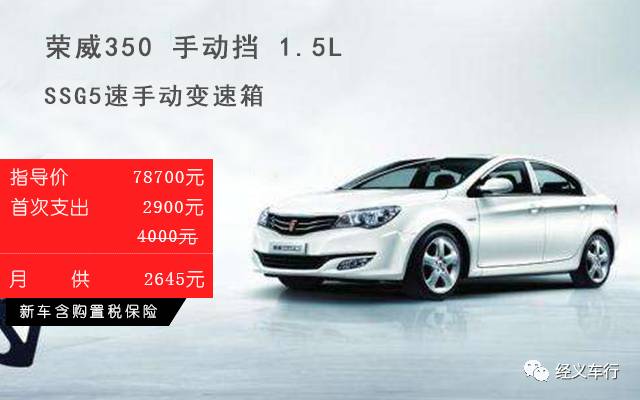 荣威350 手动挡 1.5L
SSG5速手动变速箱
指导价 78700元
首次支出 2900元
4000元
月供 2645元
新车含购置税保险
经义车行